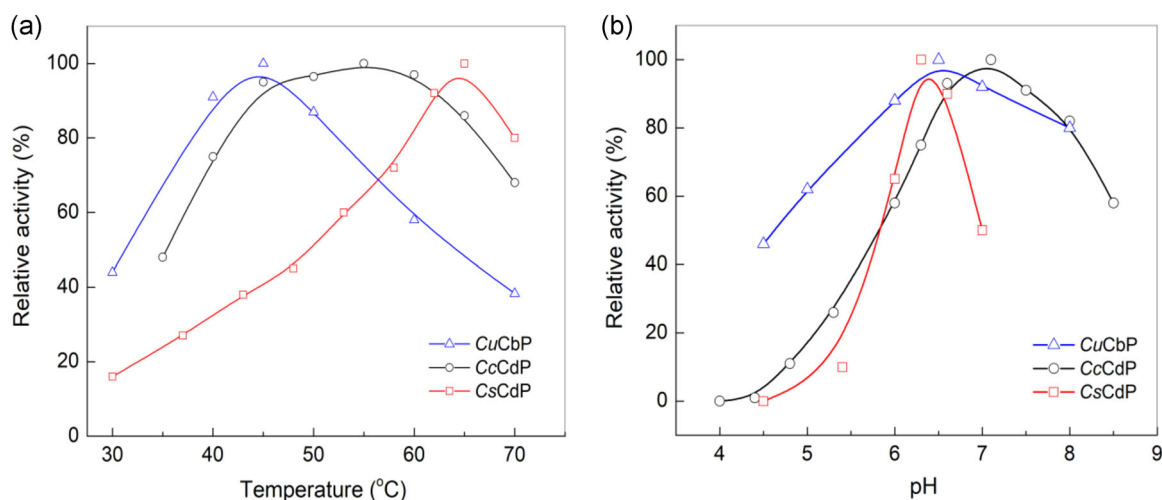 (a)
Relative activity (%)
100
80
60
40
20
0
30 40 50 60 70
Temperature (°C)
CuCbP
CcCdP
CsCdP
(b)
Relative activity (%)
100
80
60
40
20
0
4 5 6 7 8 9
pH
CuCbP
CcCdP
CsCdP